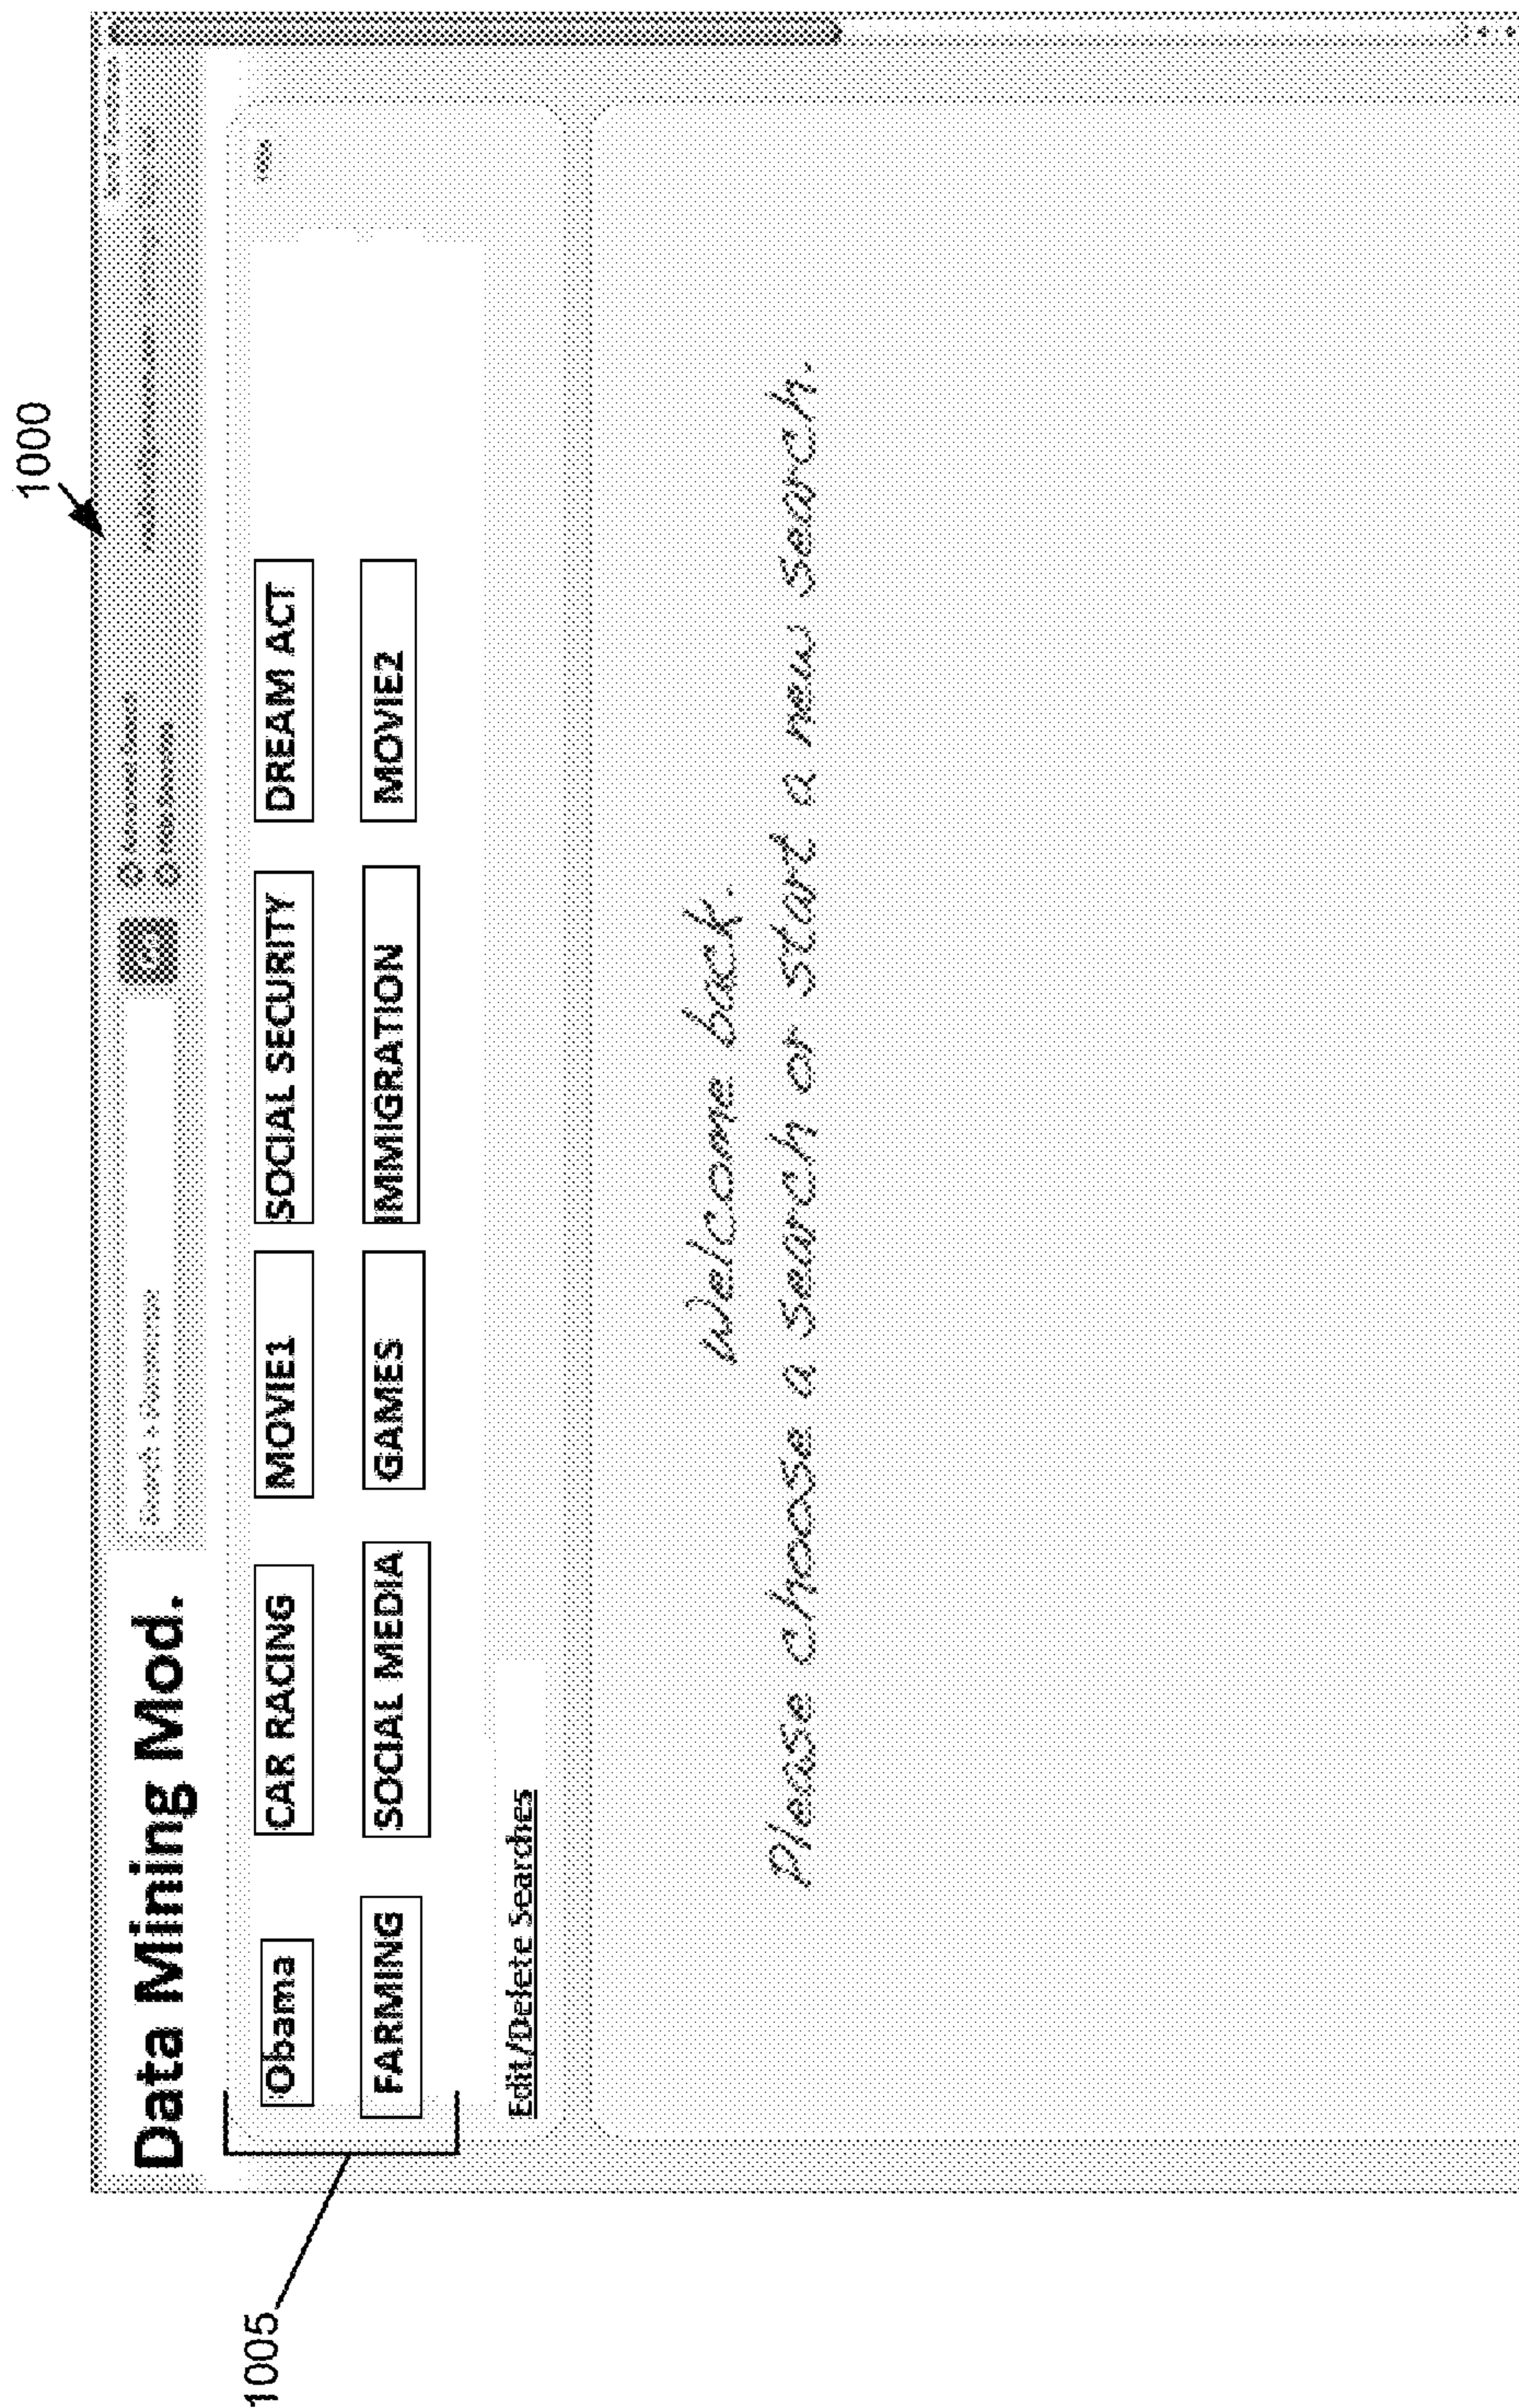 1000
Data Mining Mod.
Obama CAR RACING MOVIE1 SOCIAL SECURITY DREAM ACT
FARMING SOCIAL MEDIA GAMES IMMIGRATION MOVIE2
1005
Edit/Delete Searches
Welcome back.
Please choose a search or start a new search.